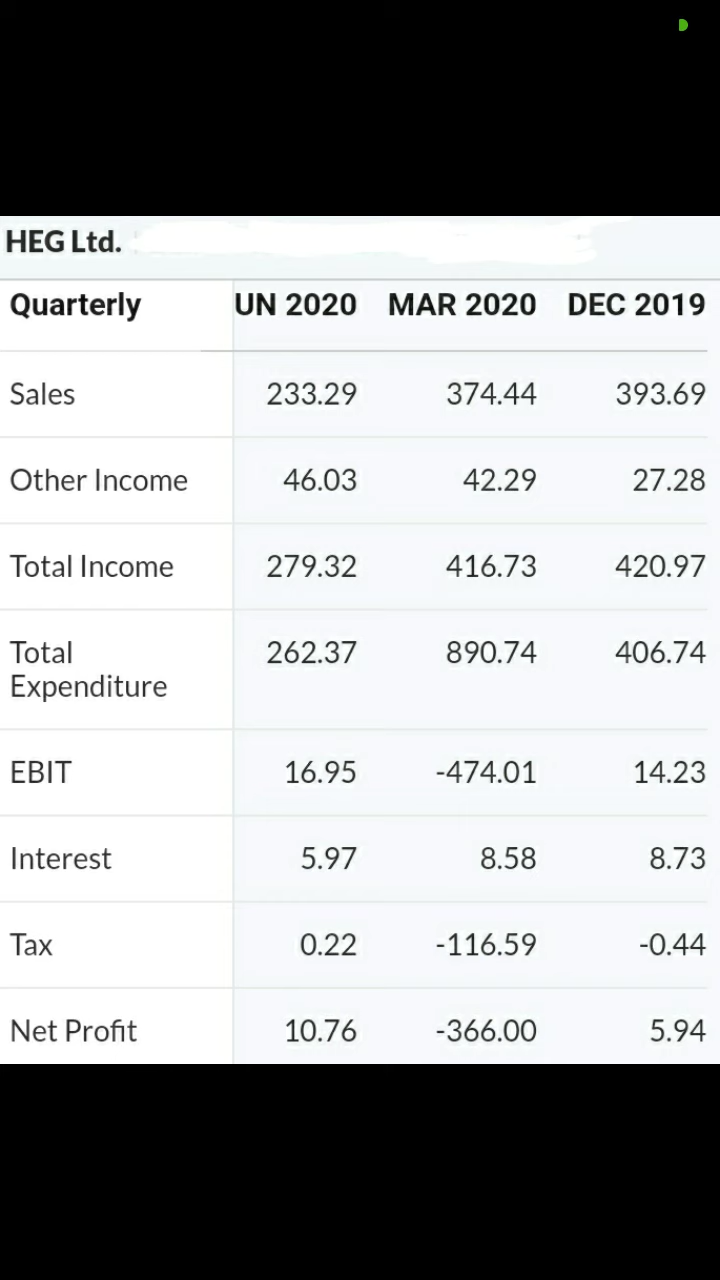 HEG Ltd.
Quarterly UN 2020 MAR 2020 DEC 2019
Sales 233.29 374.44 393.69
Other Income 46.03 42.29 27.28
Total Income 279.32 416.73 420.97
Total 262.37 890.74 406.74
Expenditure
EBIT 16.95 -474.01 14.23
Interest 5.97 8.58 8.73
Tax 0.22 -116.59 -0.44
Net Profit 10.76 -366.00 5.94